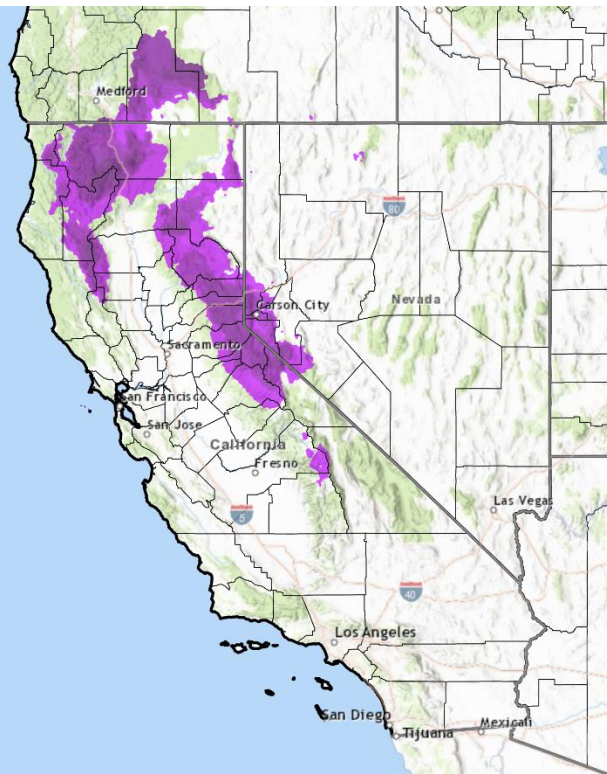 Medford
80
Carson City
Nevada
Sacramento
San Francisco
San Jose
California
Fresno
Las Vegas
5
40
Los Angeles
San Diego
Tijuana
Mexicali